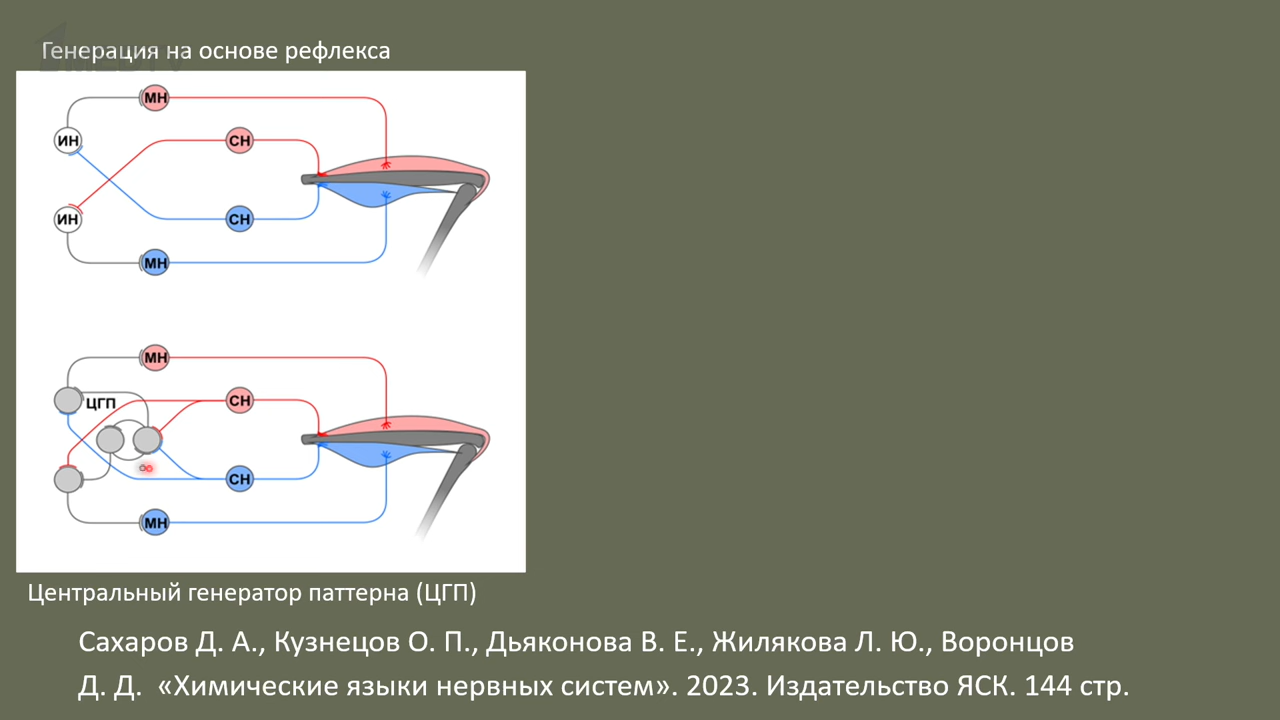 Генерация на основе рефлекса
МН
ИН
СН
ИН
СН
МН
МН
СН
ЦГП
СН
МН
Центральный генератор паттерна (ЦГП)
Сахаров Д. А., Кузнецов О. П., Дьяконова В. Е., Жилякова Л. Ю., Воронцов
Д. Д. «Химические языки нервных систем». 2023. Издательство ЯСК. 144 стр.